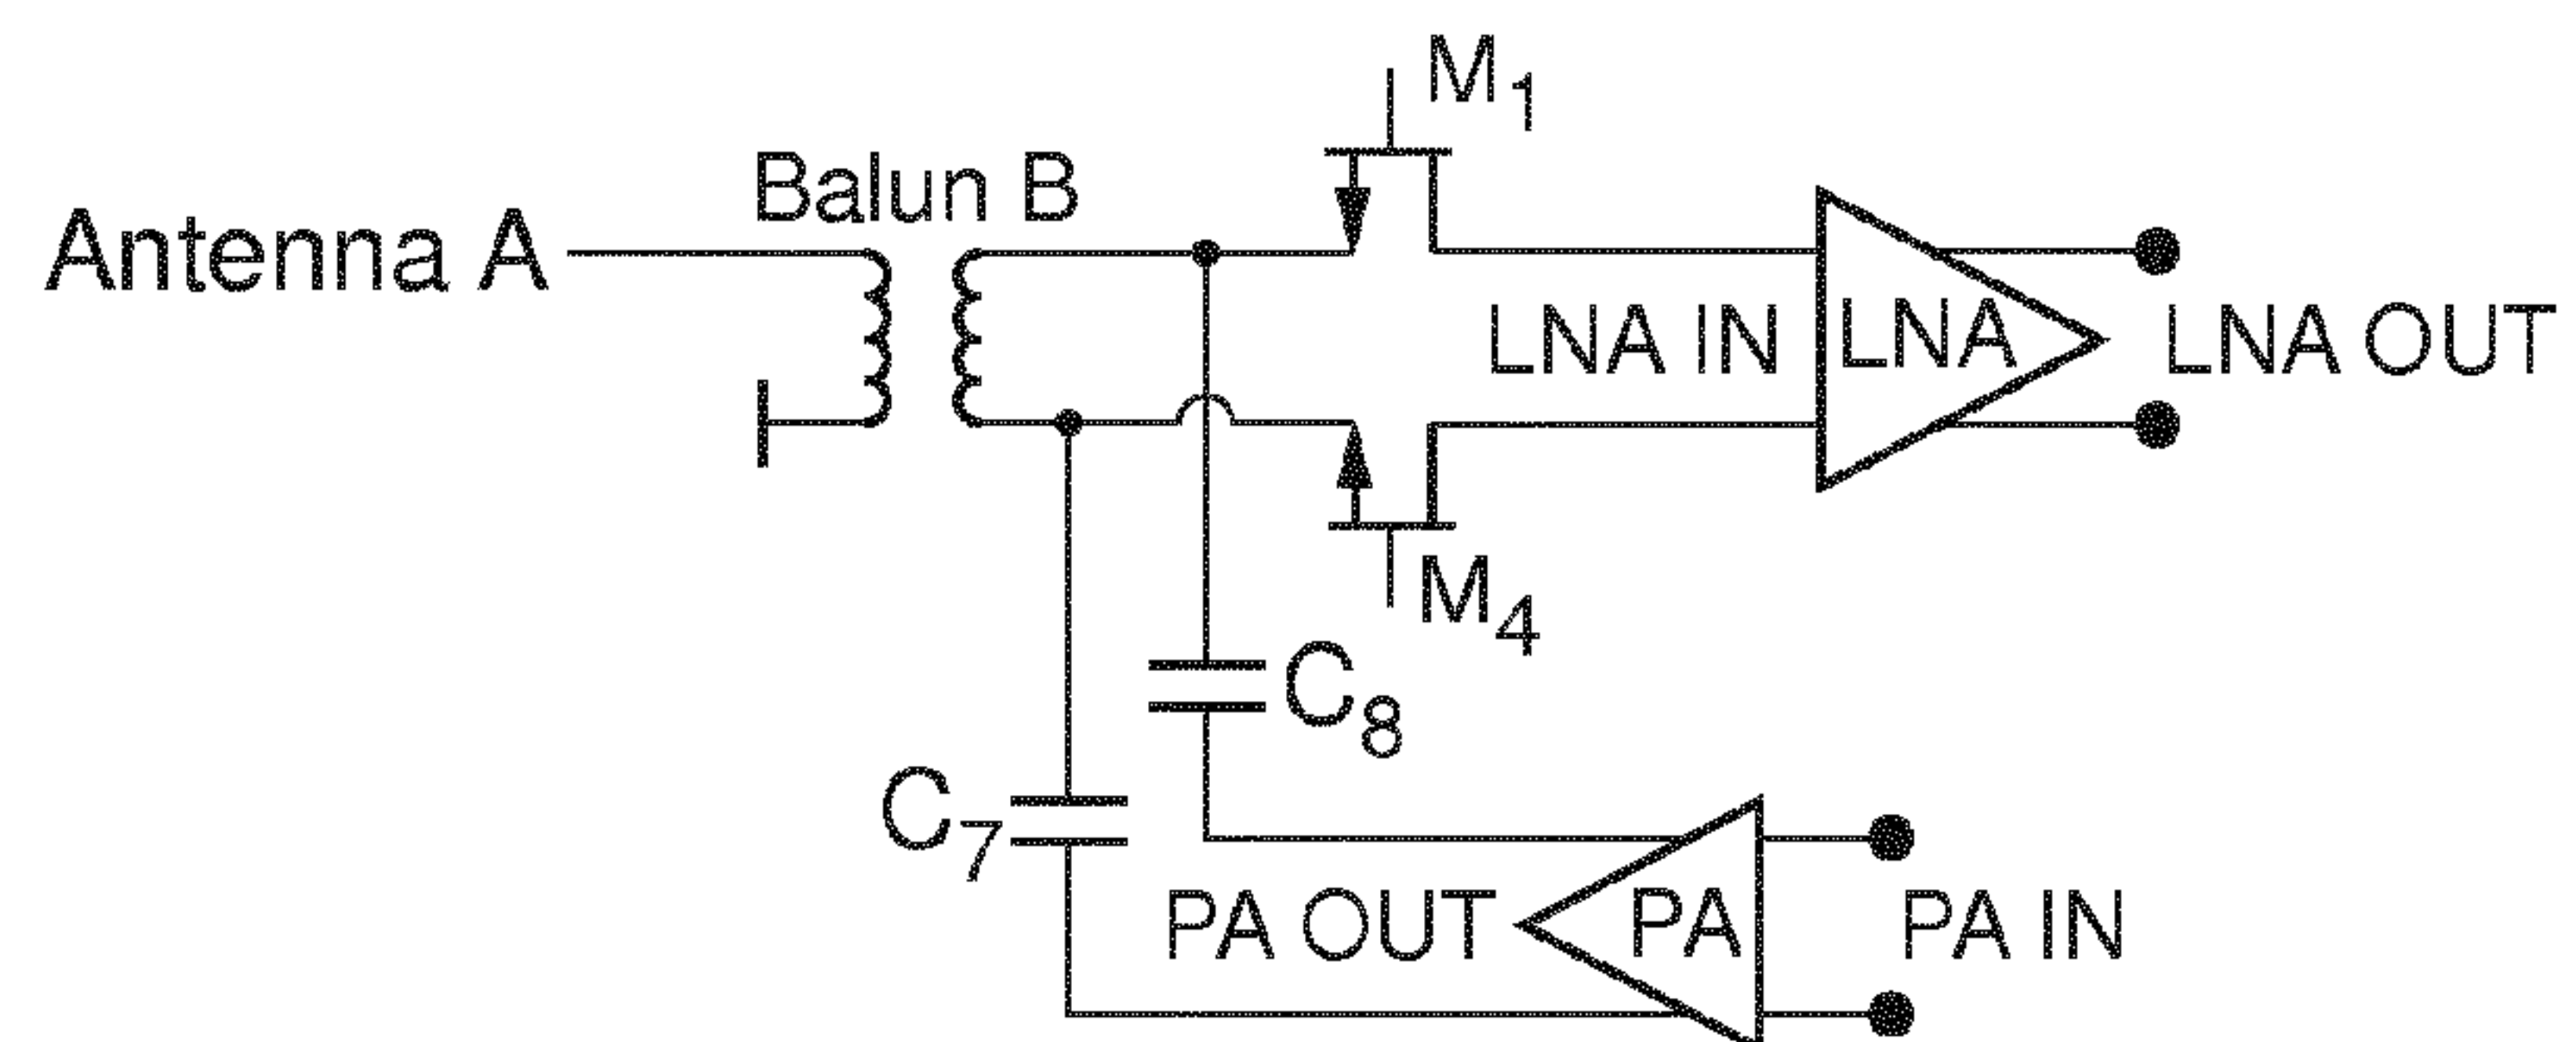 M1
Balun B
Antenna A
LNA IN
LNA
LNA OUT
M4
C8
C7
PA OUT
PA
PA IN